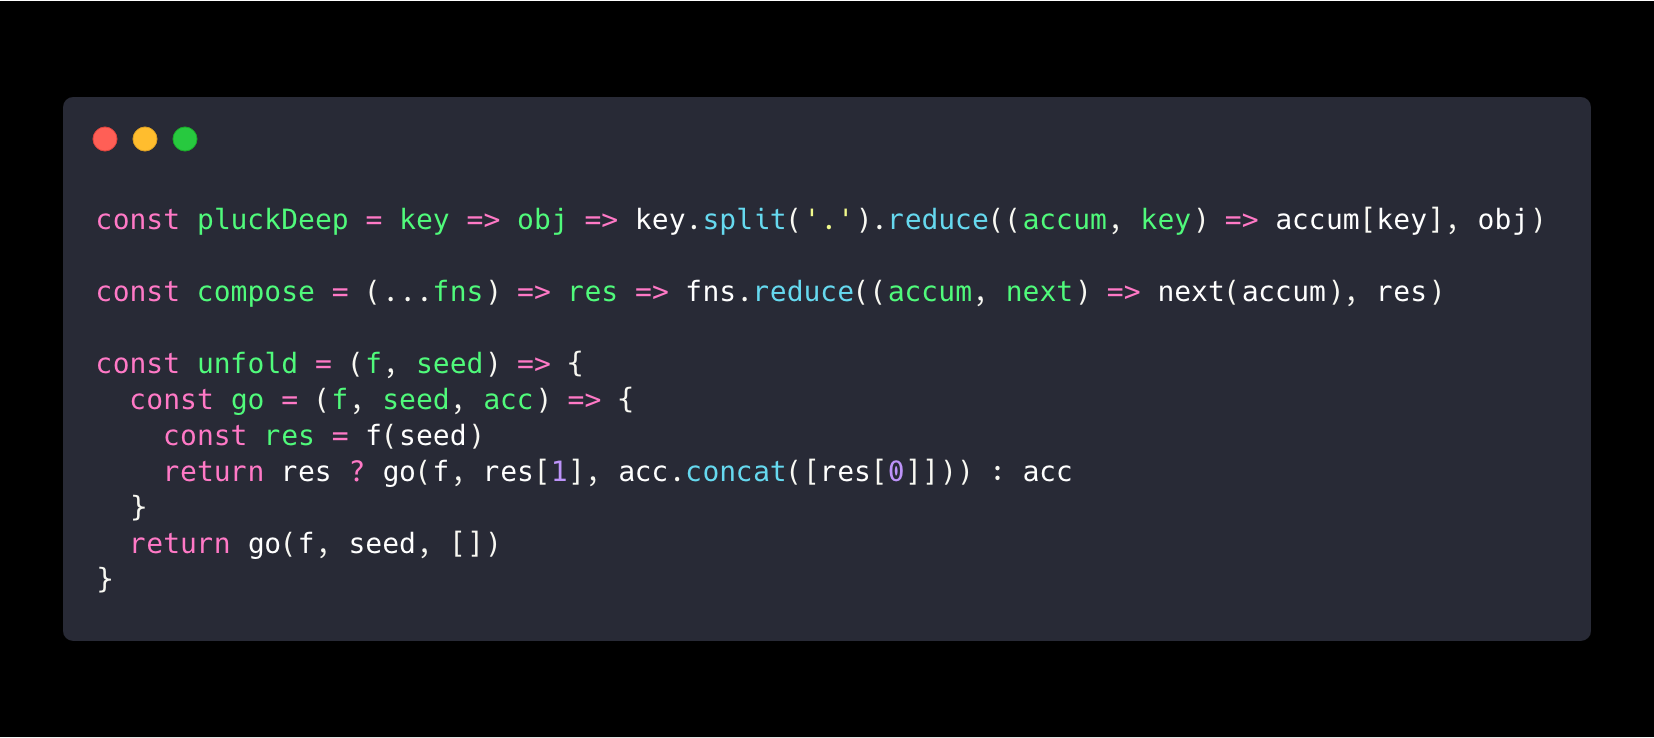 const pluckDeep = key => obj => key.split('.').reduce((accum, key) => accum[key], obj)

const compose = (...fns) => res => fns.reduce((accum, next) => next(accum), res)

const unfold = (f, seed) => {
  const go = (f, seed, acc) => {
    const res = f(seed)
    return res ? go(f, res[1], acc.concat([res[0]])) : acc
  }
  return go(f, seed, [])
}